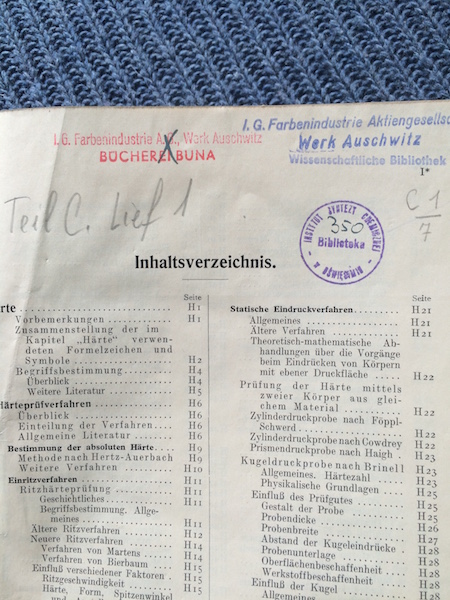 I. G. Farbenindustrie A.G., Werk Auschwitz
BÜCHEREI BUNA
I. G. Farbenindustrie Aktiengesellsc
Werk Auschwitz
Wissenschaftliche Bibliothek
1*
Teil C. Lief 1
C 1
7
INSTYTUT SYNTEZY CHEMICZNEJ
350
Biblioteka
w OŚWIĘCIMIU
Inhaltsverzeichnis.
Seite
rte H1
Vorbemerkungen H1
Zusammenstellung der im
Kapitel „Härte" verwen-
deten Formelzeichen und
Symbole H2
Begriffsbestimmung H4
Überblick H4
Weitere Literatur H5
Härteprüfverfahren H6
Überblick H6
Einteilung der Verfahren H6
Allgemeine Literatur H6
Bestimmung der absoluten Härte H9
Methode nach Hertz-Auerbach H9
Weitere Verfahren H10
Einritzverfahren H11
Ritzhärteprüfung H11
Geschichtliches H11
Begriffsbestimmung. Allge-
meines H11
Ältere Ritzverfahren H12
Neuere Ritzverfahren H14
Verfahren von Martens H14
Verfahren von Bierbaum H14
Einfluß verschiedener Faktoren H15
Ritzgeschwindigkeit H15
Härte, Form, Spitzenwinkel
Seite
Statische Eindruckverfahren H21
Allgemeines H21
Ältere Verfahren H21
Theoretisch-mathematische Ab-
handlungen über die Vorgänge
beim Eindrücken von Körpern
mit ebener Druckfläche H22
Prüfung der Härte mittels
zweier Körper aus glei-
chem Material H22
Zylinderdruckprobe nach Föppl-
Schwerd H22
Zylinderdruckprobe nach Cowdrey H22
Prismendruckprobe nach Haigh H23
Kugeldruckprobe nach Brinell H23
Allgemeines. Härtezahl H23
Physikalische Grundlagen H25
Einfluß des Prüfgutes H25
Gestalt der Probe H25
Probendicke H26
Probenbreite H27
Abstand der Kugeleindrücke H28
Probenunterlage H28
Oberflächenbeschaffenheit H28
Werkstoffbeschaffenheit H28
Einfluß der Kugel H28
Allgemeines